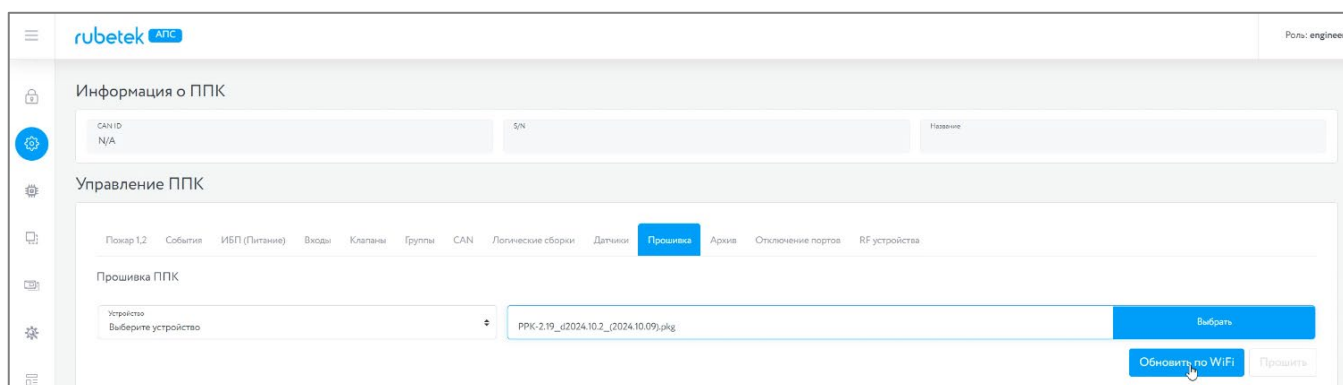 rubetek АПС
Роль: enginee
Информация о ППК
CAN ID
N/A
S/N
Название
Управление ППК
Пожар 1,2 События ИБП (Питание) Входы Клапаны Группы CAN Логические сборки Датчики Прошивка Архив Отключение портов RF устройства
Прошивка ППК
Устройство
Выберите устройство
PPK-2.19_d2024.10.2_(2024.10.09).pkg
Выбрать
Обновить по WiFi Прошить